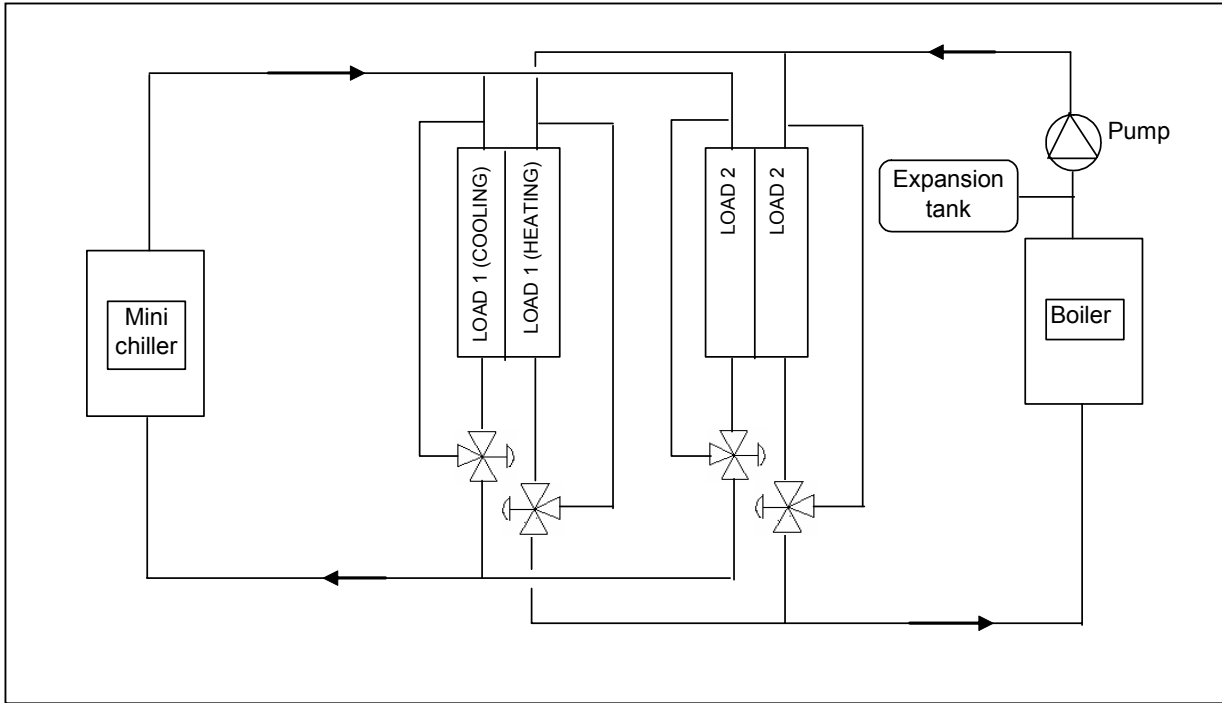 Pump
Expansion
tank
LOAD 1 (COOLING)
LOAD 1 (HEATING)
LOAD 2
LOAD 2
Mini
chiller
Boiler